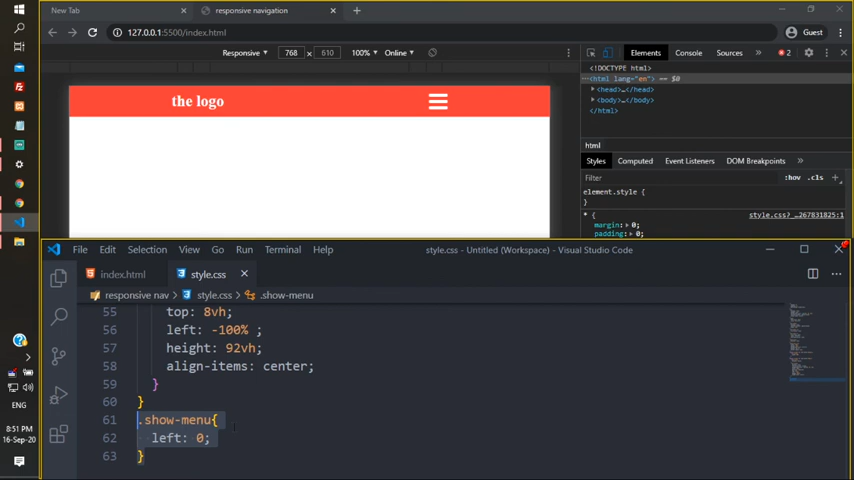 New Tab
responsive navigation
127.0.0.1:5500/index.html
Guest
Responsive
768 × 610
100%
Online
Elements
Console
Sources
2
<!DOCTYPE html>
<html lang="en"> == $0
<head>…</head>
<body>…</body>
</html>
html
Styles
Computed
Event Listeners
DOM Breakpoints
Filter
:hov .cls
element.style {
}
* {
style.css?_…267831825:1
margin: 0;
padding: 0;
the logo
File Edit Selection View Go Run Terminal Help
style.css - Untitled (Workspace) - Visual Studio Code
index.html
style.css
responsive nav > style.css > .show-menu
55 top: 8vh;
56 left: -100% ;
57 height: 92vh;
58 align-items: center;
59 }
60 }
61 .show-menu{
62 left: 0;
63 }
ENG
8:51 PM
16-Sep-20